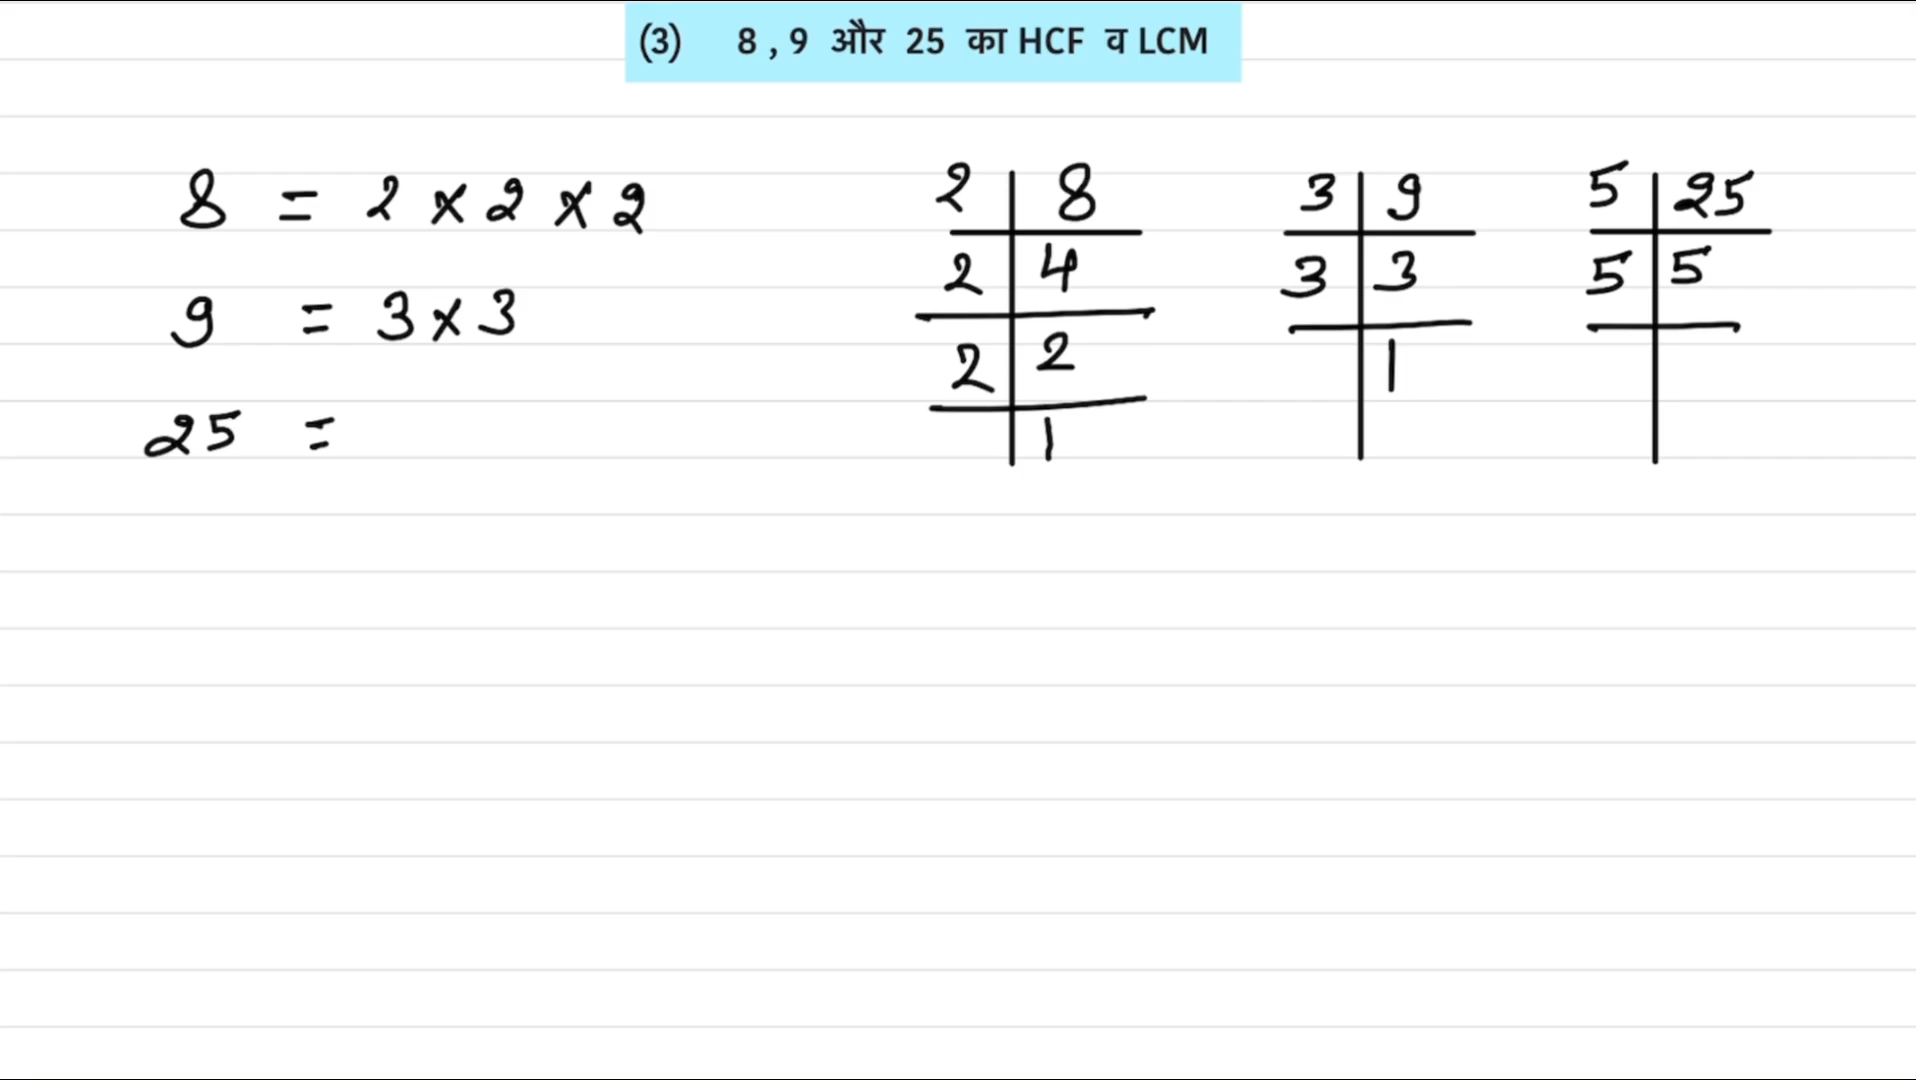 (3) 8 , 9 और 25 का HCF व LCM
8 = 2 × 2 × 2
9 = 3 × 3
25 =
2 | 8
2 | 4
2 | 2
1
3 | 9
3 | 3
1
5 | 25
5 | 5